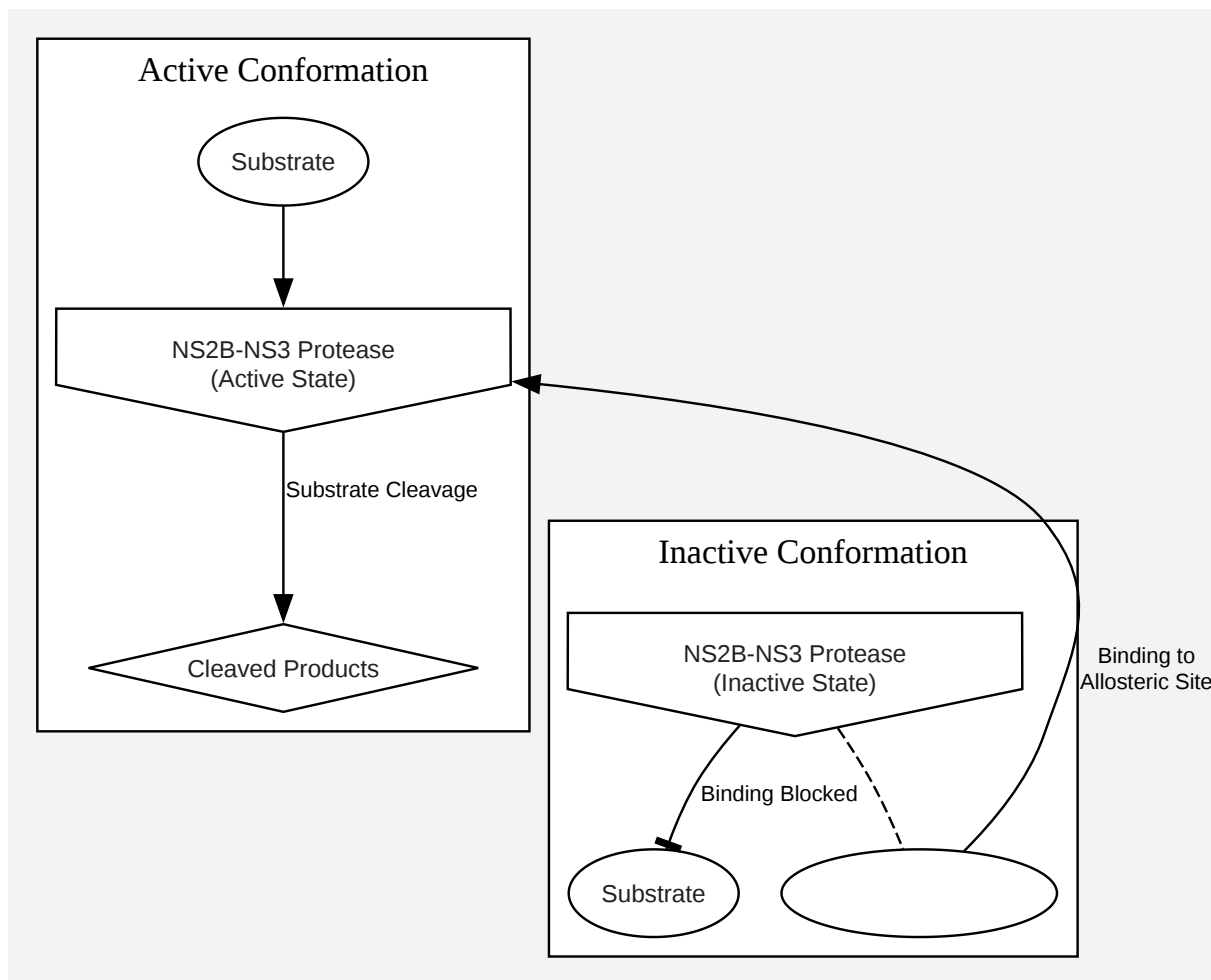 Active Conformation
Substrate
NS2B-NS3 Protease
(Active State)
Substrate Cleavage
Cleaved Products
Inactive Conformation
NS2B-NS3 Protease
(Inactive State)
Binding to
Allosteric Site
Binding Blocked
Substrate